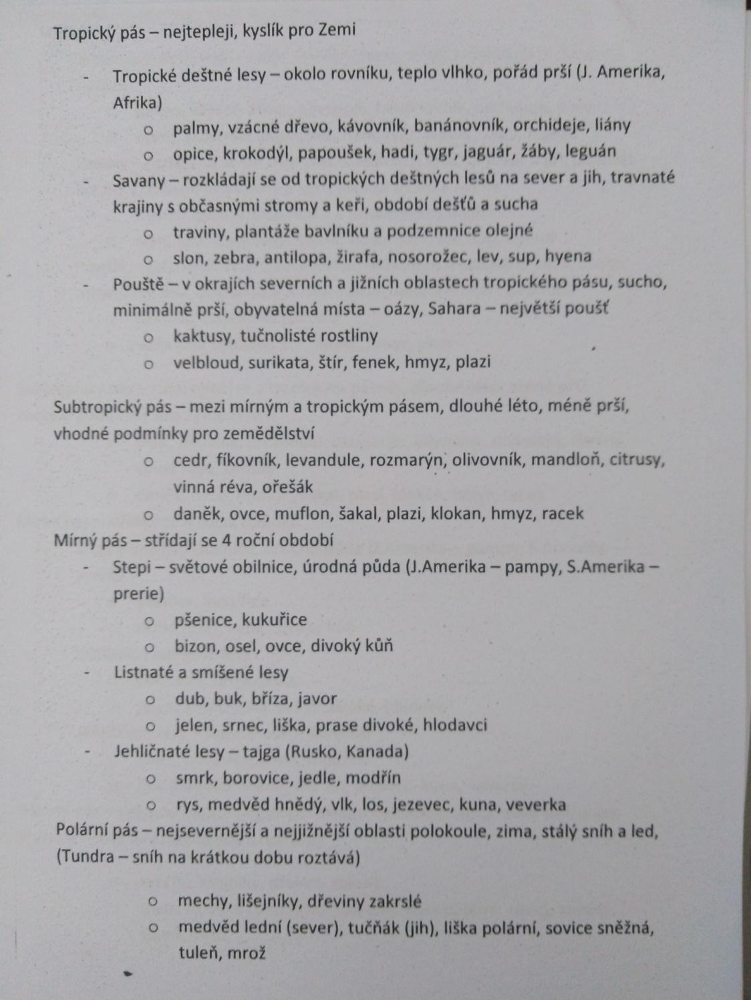 Tropický pás – nejtepleji, kyslík pro Zemi
- Tropické deštné lesy – okolo rovníku, teplo vlhko, pořád prší (J. Amerika,
Afrika)
o palmy, vzácné dřevo, kávovník, banánovník, orchideje, liány
o opice, krokodýl, papoušek, hadi, tygr, jaguár, žáby, leguán
- Savany – rozkládají se od tropických deštných lesů na sever a jih, travnaté
krajiny s občasnými stromy a keři, období dešťů a sucha
o traviny, plantáže bavlníku a podzemnice olejné
o slon, zebra, antilopa, žirafa, nosorožec, lev, sup, hyena
- Pouště – v okrajích severních a jižních oblastech tropického pásu, sucho,
minimálně prší, obyvatelná místa – oázy, Sahara – největší poušť
o kaktusy, tučnolisté rostliny
o velbloud, surikata, štír, fenek, hmyz, plazi
Subtropický pás – mezi mírným a tropickým pásem, dlouhé léto, méně prší,
vhodné podmínky pro zemědělství
o cedr, fíkovník, levandule, rozmarýn, olivovník, mandloň, citrusy,
vinná réva, ořešák
o daněk, ovce, muflon, šakal, plazi, klokan, hmyz, racek
Mírný pás – střídají se 4 roční období
- Stepi – světové obilnice, úrodná půda (J.Amerika – pampy, S.Amerika –
prerie)
o pšenice, kukuřice
o bizon, osel, ovce, divoký kůň
- Listnaté a smíšené lesy
o dub, buk, bříza, javor
o jelen, srnec, liška, prase divoké, hlodavci
- Jehličnaté lesy – tajga (Rusko, Kanada)
o smrk, borovice, jedle, modřín
o rys, medvěd hnědý, vlk, los, jezevec, kuna, veverka
Polární pás – nejsevernější a nejjižnější oblasti polokoule, zima, stálý sníh a led,
(Tundra – sníh na krátkou dobu roztává)
o mechy, lišejníky, dřeviny zakrslé
o medvěd lední (sever), tučňák (jih), liška polární, sovice sněžná,
tuleň, mrož